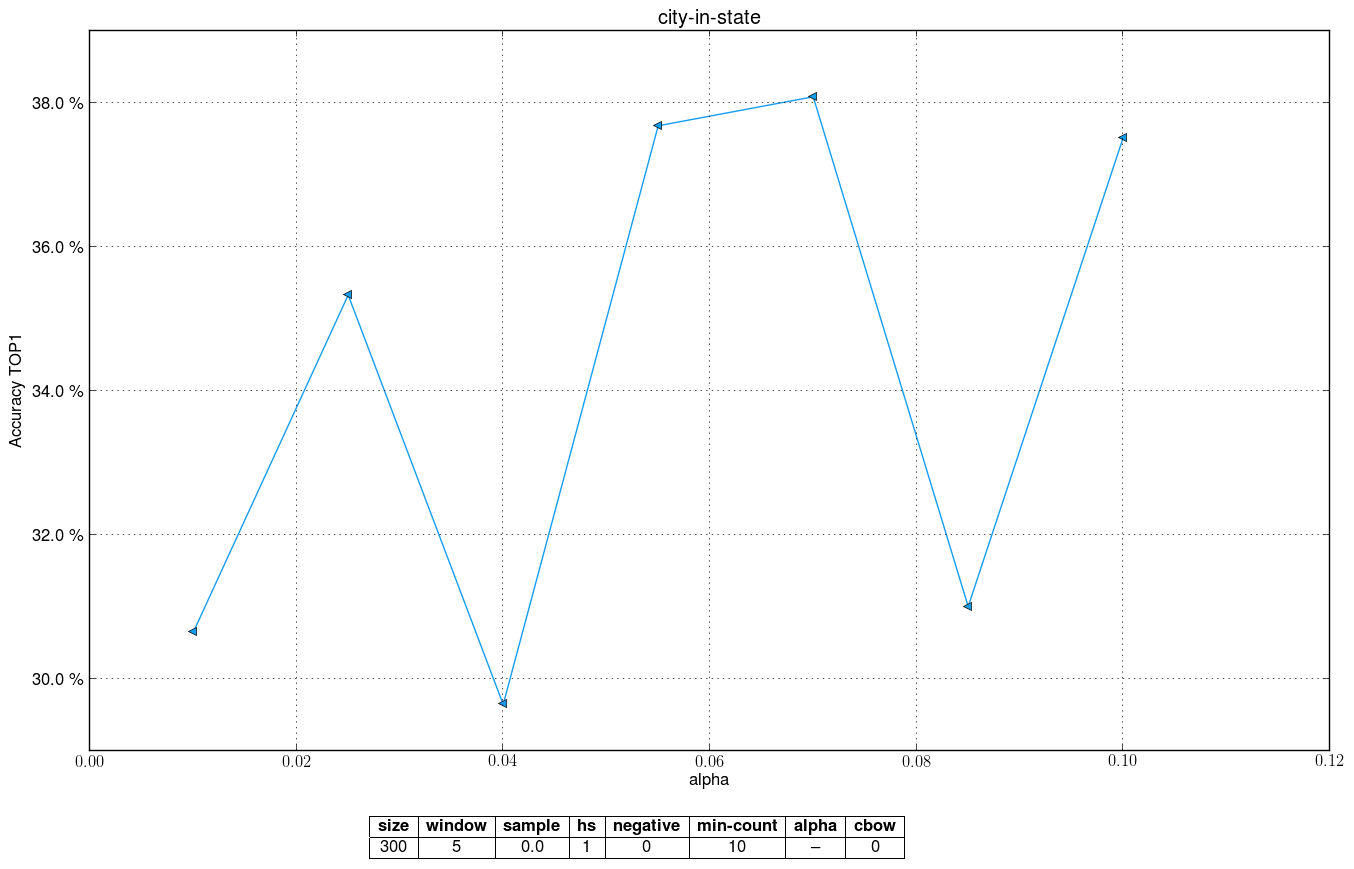 city-in-state
38.0 %
36.0 %
34.0 %
32.0 %
30.0 %
Accuracy TOP1
0.00 0.02 0.04 0.06 0.08 0.10 0.12
alpha
size window sample hs negative min-count alpha cbow
300 5 0.0 1 0 10 – 0